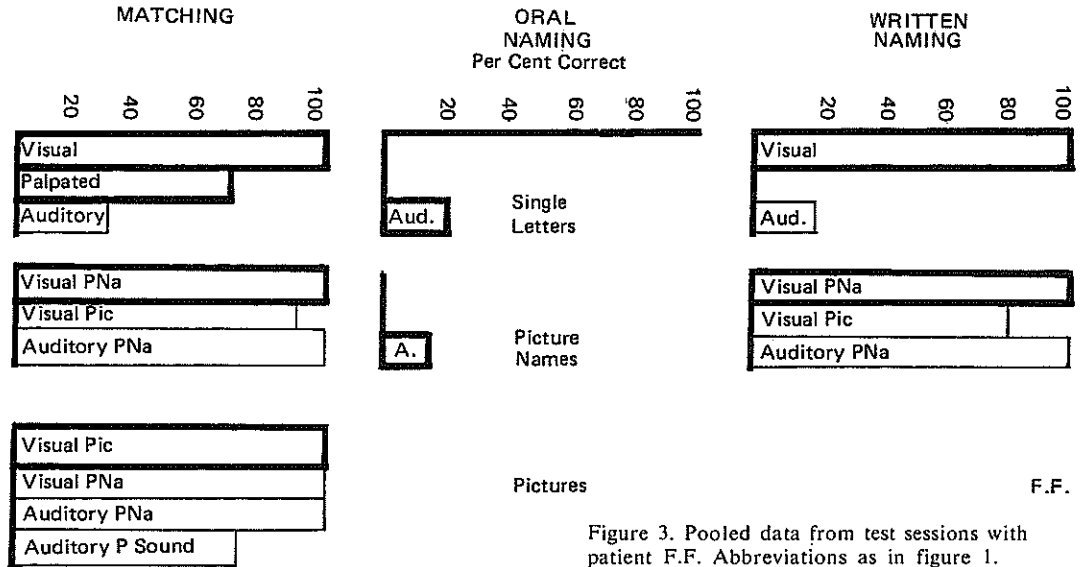 MATCHING
ORAL
NAMING
Per Cent Correct
WRITTEN
NAMING
20 40 60 80 100
20 40 60 80 100
20 40 60 80 100
Visual
Palpated
Auditory
Aud.
Single
Letters
Visual
Aud.
Visual PNa
Visual Pic
Auditory PNa
A.
Picture
Names
Visual PNa
Visual Pic
Auditory PNa
Visual Pic
Visual PNa
Auditory PNa
Auditory P Sound
Pictures
F.F.
Figure 3. Pooled data from test sessions with
patient F.F. Abbreviations as in figure 1.